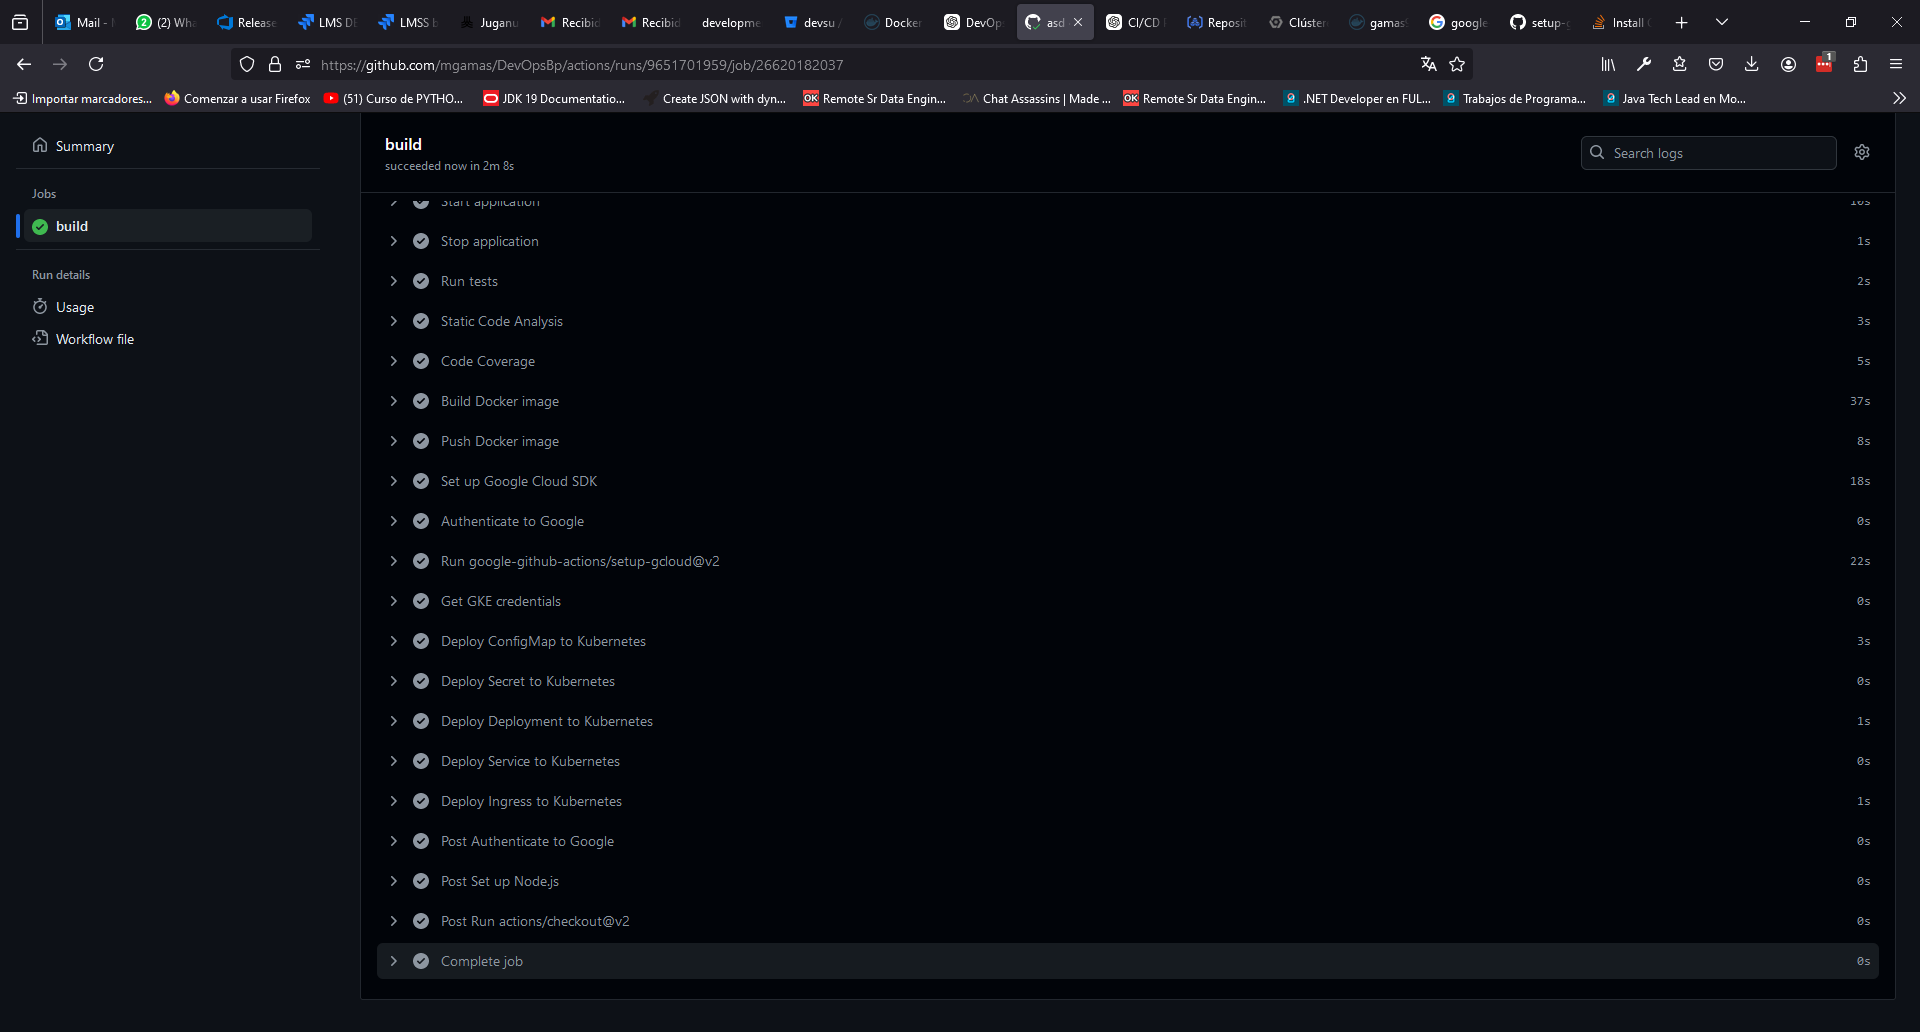 Mail -
(2) Wha
Release
LMS DE
LMSS b
Juganu
Recibid
Recibid
developme
devsu /
Docker
DevOp
asd
CI/CD
Reposit
Clúster
gamas
google
setup-g
Install
https://github.com/mgamas/DevOpsBp/actions/runs/9651701959/job/26620182037
1
Importar marcadores...
Comenzar a usar Firefox
(51) Curso de PYTHO...
JDK 19 Documentatio...
Create JSON with dyn...
Remote Sr Data Engin...
Chat Assassins | Made ...
Remote Sr Data Engin...
.NET Developer en FUL...
Trabajos de Programa...
Java Tech Lead en Mo...
Summary
Jobs
build
Run details
Usage
Workflow file
build
succeeded now in 2m 8s
Search logs
Start application 10s
Stop application 1s
Run tests 2s
Static Code Analysis 3s
Code Coverage 5s
Build Docker image 37s
Push Docker image 8s
Set up Google Cloud SDK 18s
Authenticate to Google 0s
Run google-github-actions/setup-gcloud@v2 22s
Get GKE credentials 0s
Deploy ConfigMap to Kubernetes 3s
Deploy Secret to Kubernetes 0s
Deploy Deployment to Kubernetes 1s
Deploy Service to Kubernetes 0s
Deploy Ingress to Kubernetes 1s
Post Authenticate to Google 0s
Post Set up Node.js 0s
Post Run actions/checkout@v2 0s
Complete job 0s